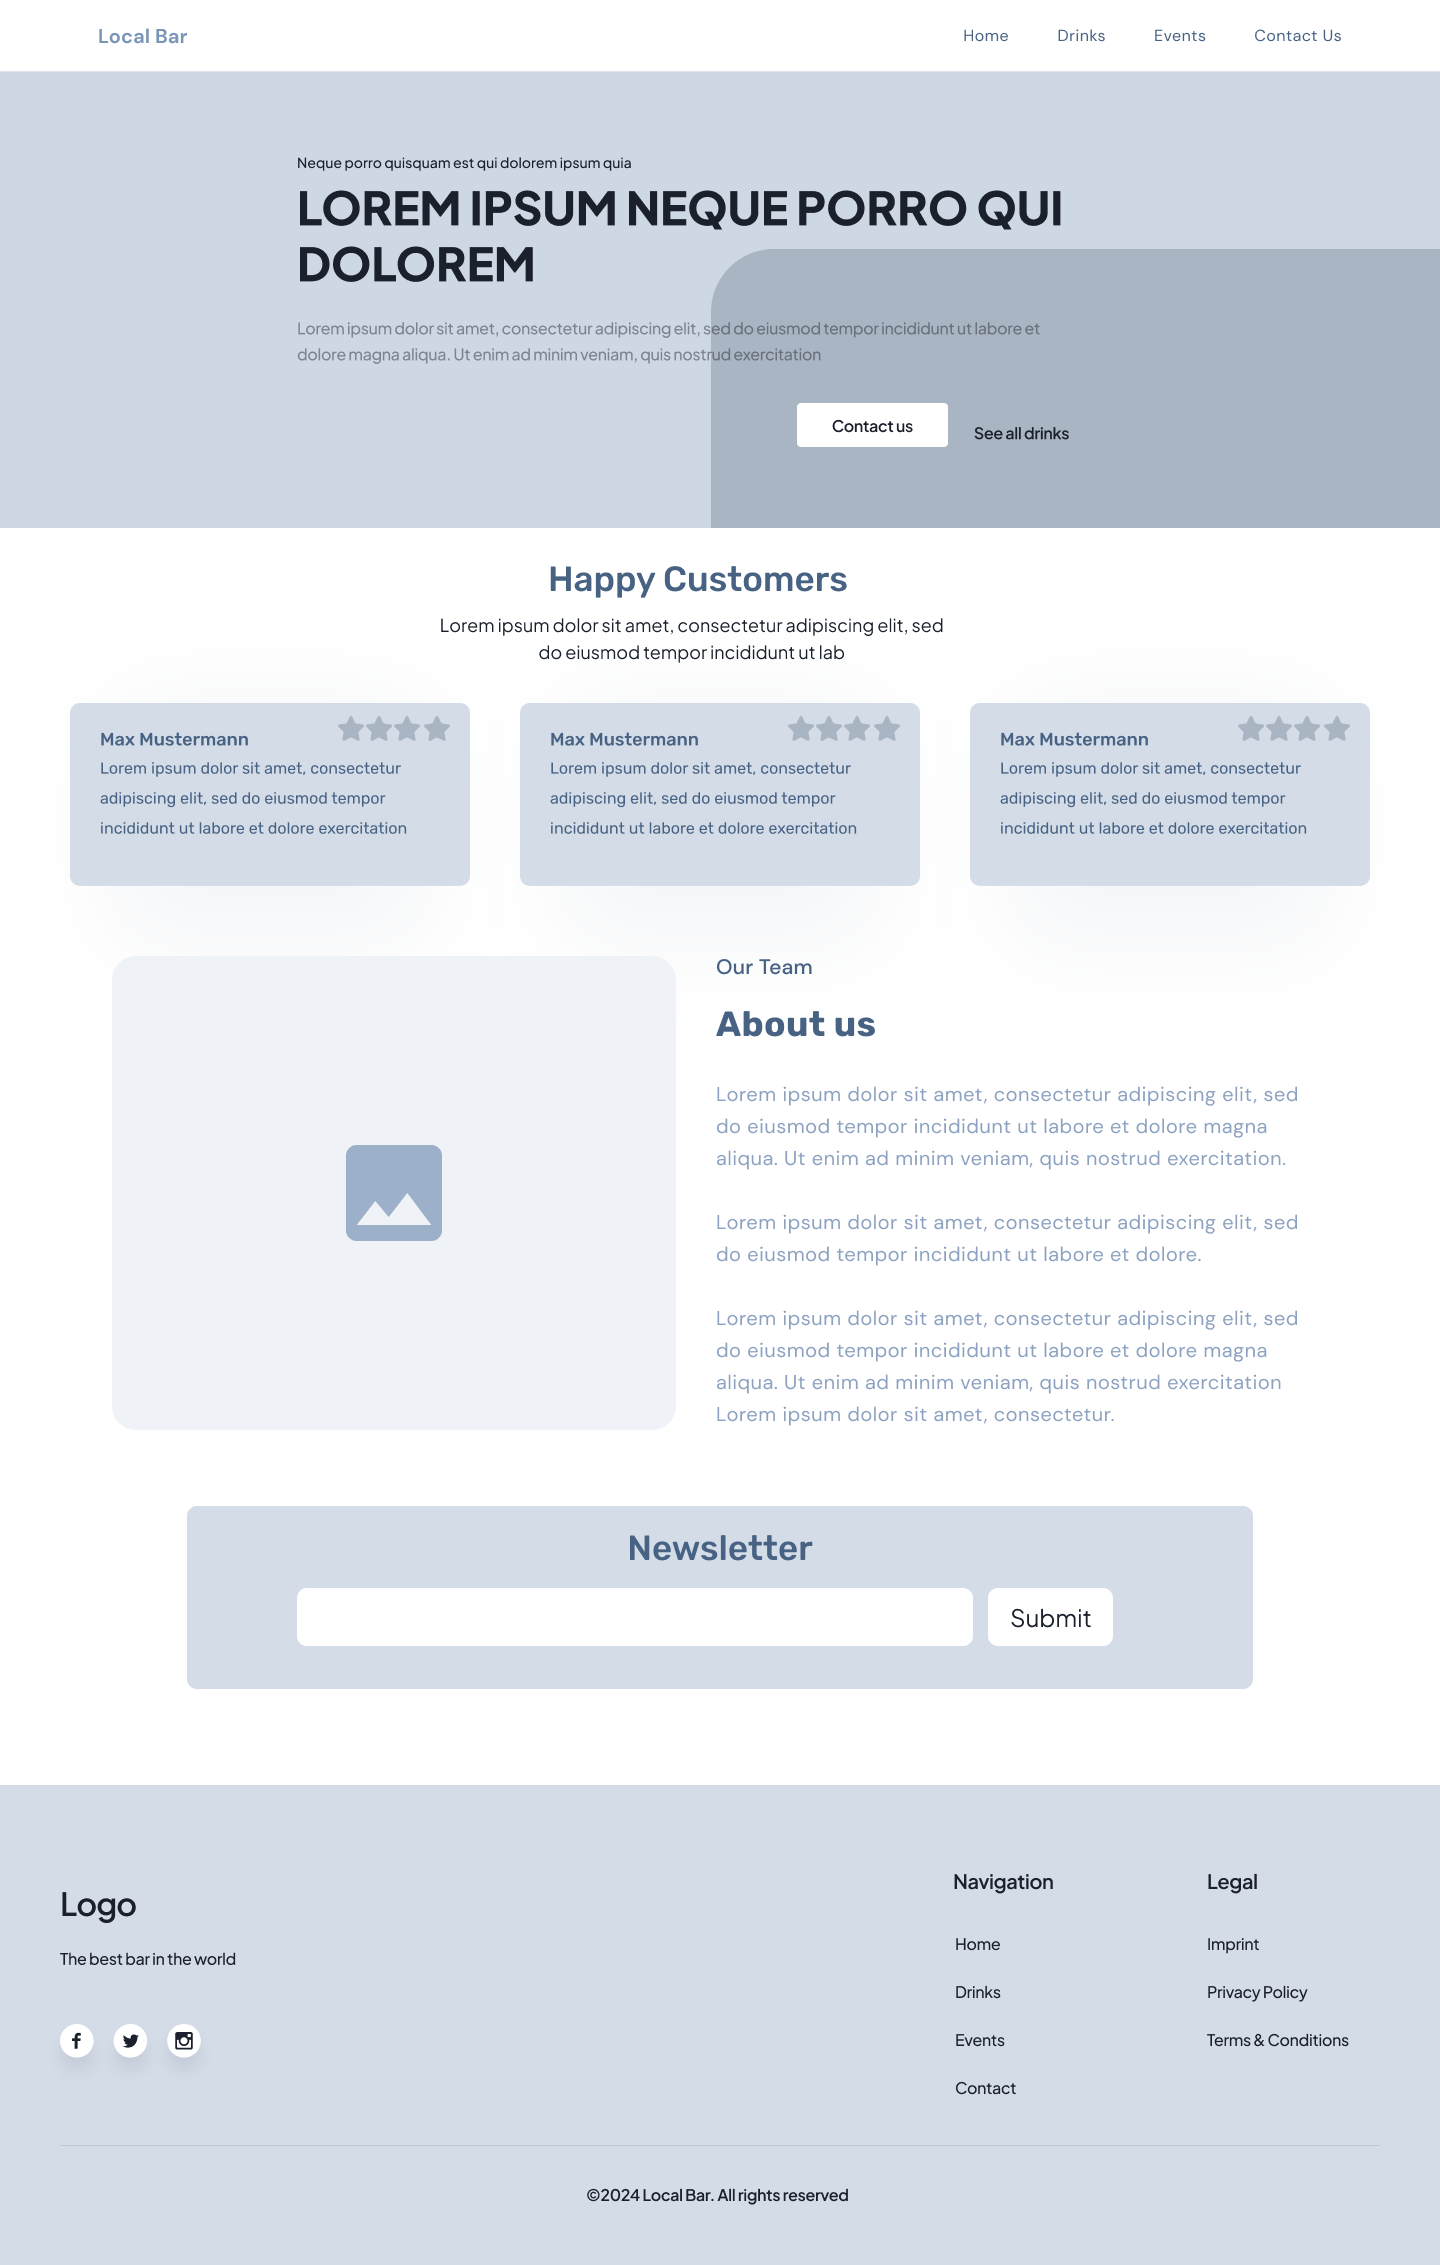 Local Bar
Home
Drinks
Events
Contact Us
Neque porro quisquam est qui dolorem ipsum quia
LOREM IPSUM NEQUE PORRO QUI
DOLOREM
Lorem ipsum dolor sit amet, consectetur adipiscing elit, sed do eiusmod tempor incididunt ut labore et
dolore magna aliqua. Ut enim ad minim veniam, quis nostrud exercitation
Contact us
See all drinks
Happy Customers
Lorem ipsum dolor sit amet, consectetur adipiscing elit, sed
do eiusmod tempor incididunt ut lab
Max Mustermann
Lorem ipsum dolor sit amet, consectetur
adipiscing elit, sed do eiusmod tempor
incididunt ut labore et dolore exercitation
Max Mustermann
Lorem ipsum dolor sit amet, consectetur
adipiscing elit, sed do eiusmod tempor
incididunt ut labore et dolore exercitation
Max Mustermann
Lorem ipsum dolor sit amet, consectetur
adipiscing elit, sed do eiusmod tempor
incididunt ut labore et dolore exercitation
Our Team
About us
Lorem ipsum dolor sit amet, consectetur adipiscing elit, sed
do eiusmod tempor incididunt ut labore et dolore magna
aliqua. Ut enim ad minim veniam, quis nostrud exercitation.
Lorem ipsum dolor sit amet, consectetur adipiscing elit, sed
do eiusmod tempor incididunt ut labore et dolore.
Lorem ipsum dolor sit amet, consectetur adipiscing elit, sed
do eiusmod tempor incididunt ut labore et dolore magna
aliqua. Ut enim ad minim veniam, quis nostrud exercitation
Lorem ipsum dolor sit amet, consectetur.
Newsletter
Submit
Logo
The best bar in the world
Navigation
Home
Drinks
Events
Contact
Legal
Imprint
Privacy Policy
Terms & Conditions
©2024 Local Bar. All rights reserved